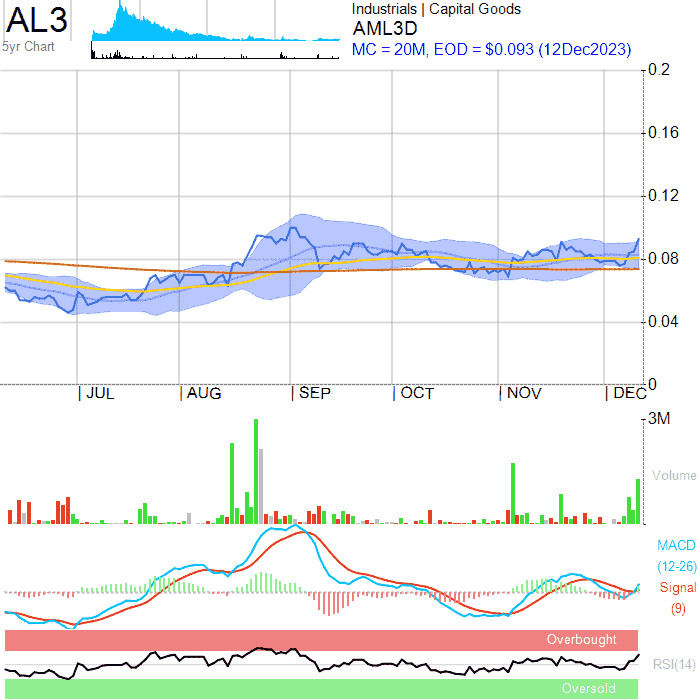 AL3
5yr Chart
Industrials | Capital Goods
AML3D
MC = 20M, EOD = $0.093 (12Dec2023)
0.2
0.16
0.12
0.08
0.04
0
| JUL | AUG | SEP | OCT | NOV | DEC
3M
Volume
MACD
(12-26)
Signal
(9)
Overbought
RSI(14)
Oversold